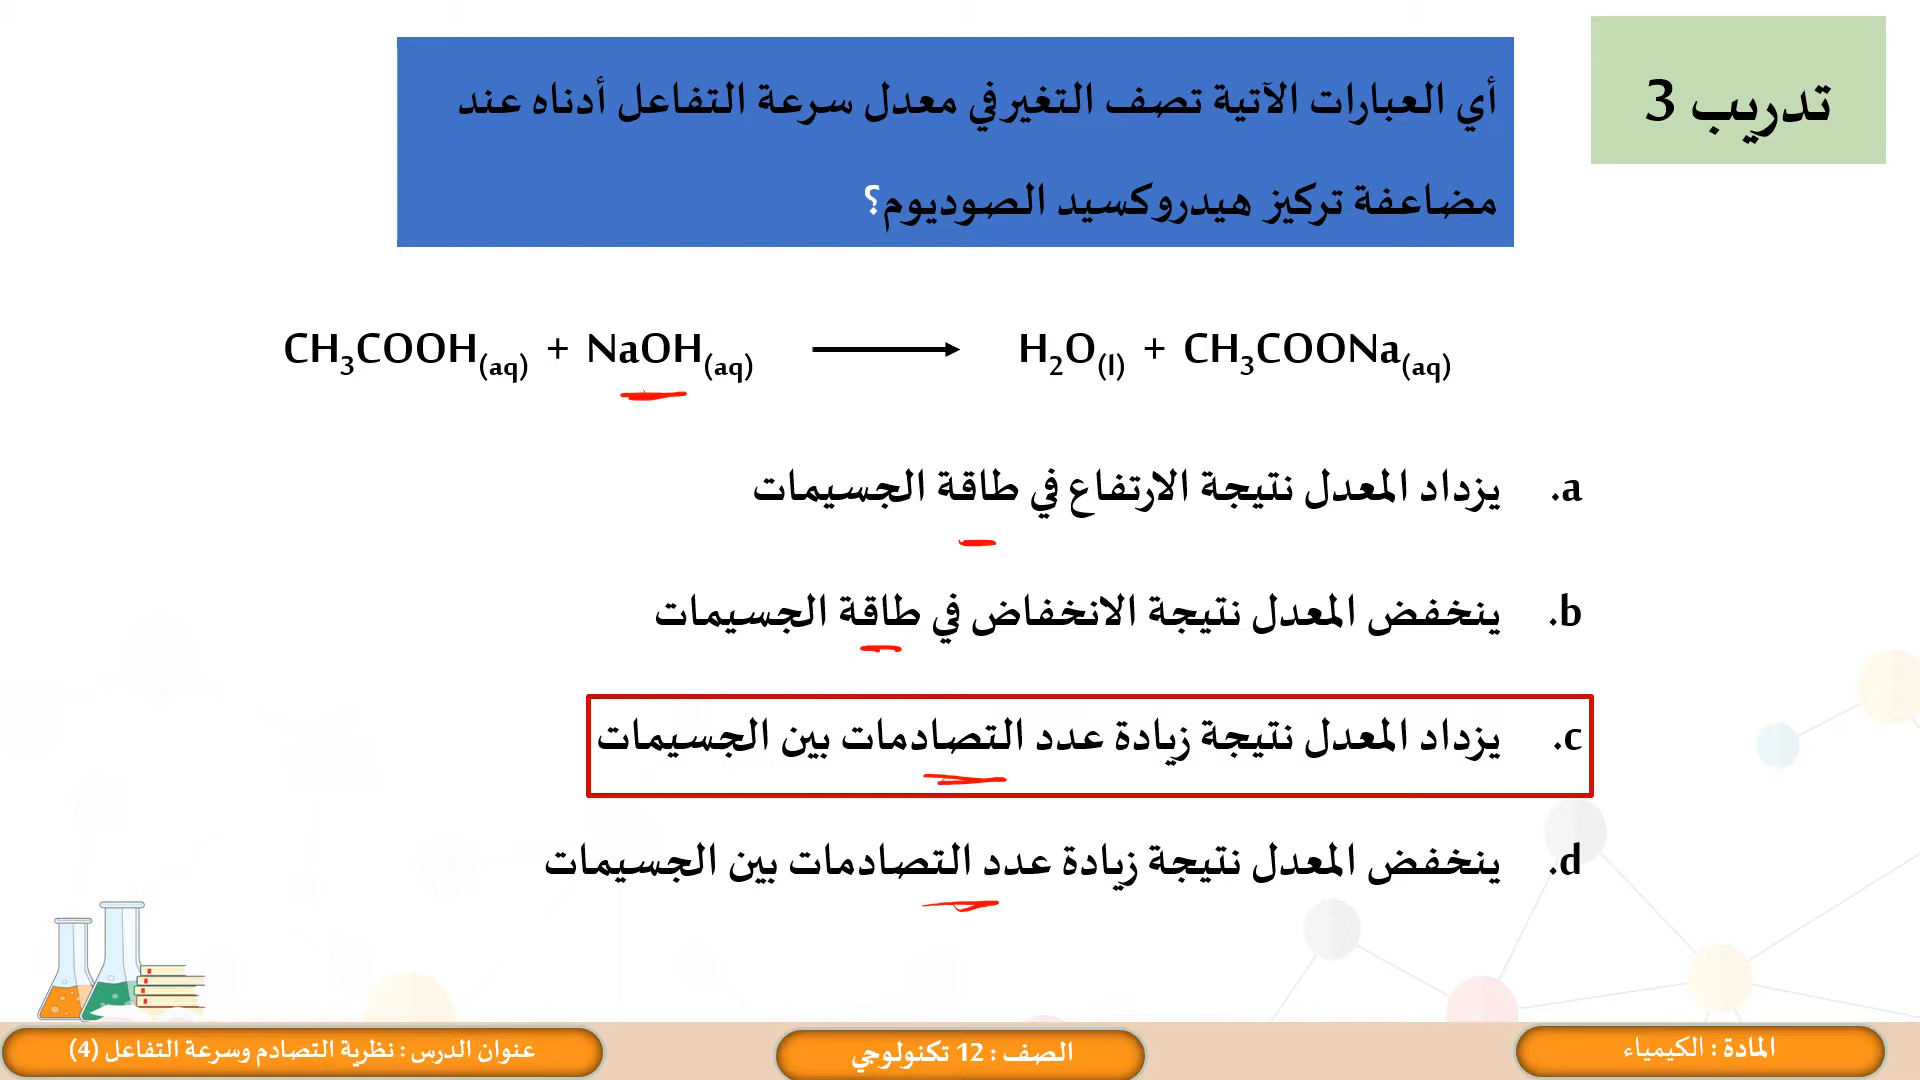 تدريب 3
أي العبارات الآتية تصف التغير في معدل سرعة التفاعل أدناه عند
مضاعفة تركيز هيدروكسيد الصوديوم؟
CH₃COOH(aq) + NaOH(aq) ⟶ H₂O(l) + CH₃COONa(aq)
a. يزداد المعدل نتيجة الارتفاع في طاقة الجسيمات
b. ينخفض المعدل نتيجة الانخفاض في طاقة الجسيمات
c. يزداد المعدل نتيجة زيادة عدد التصادمات بين الجسيمات
d. ينخفض المعدل نتيجة زيادة عدد التصادمات بين الجسيمات
المادة : الكيمياء
الصف : 12 تكنولوجي
عنوان الدرس : نظرية التصادم وسرعة التفاعل (4)